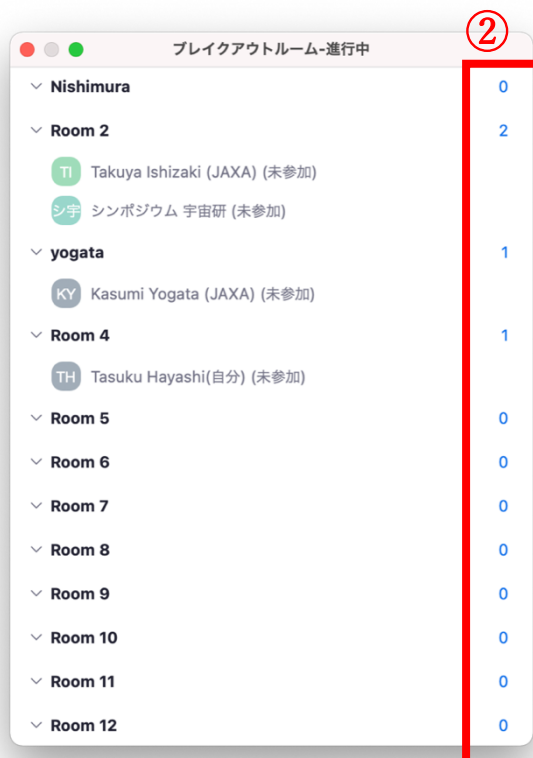 ②
ブレイクアウトルーム-進行中
Nishimura 0
Room 2 2
TI Takuya Ishizaki (JAXA) (未参加)
シ宇 シンポジウム 宇宙研 (未参加)
yogata 1
KY Kasumi Yogata (JAXA) (未参加)
Room 4 1
TH Tasuku Hayashi(自分) (未参加)
Room 5 0
Room 6 0
Room 7 0
Room 8 0
Room 9 0
Room 10 0
Room 11 0
Room 12 0